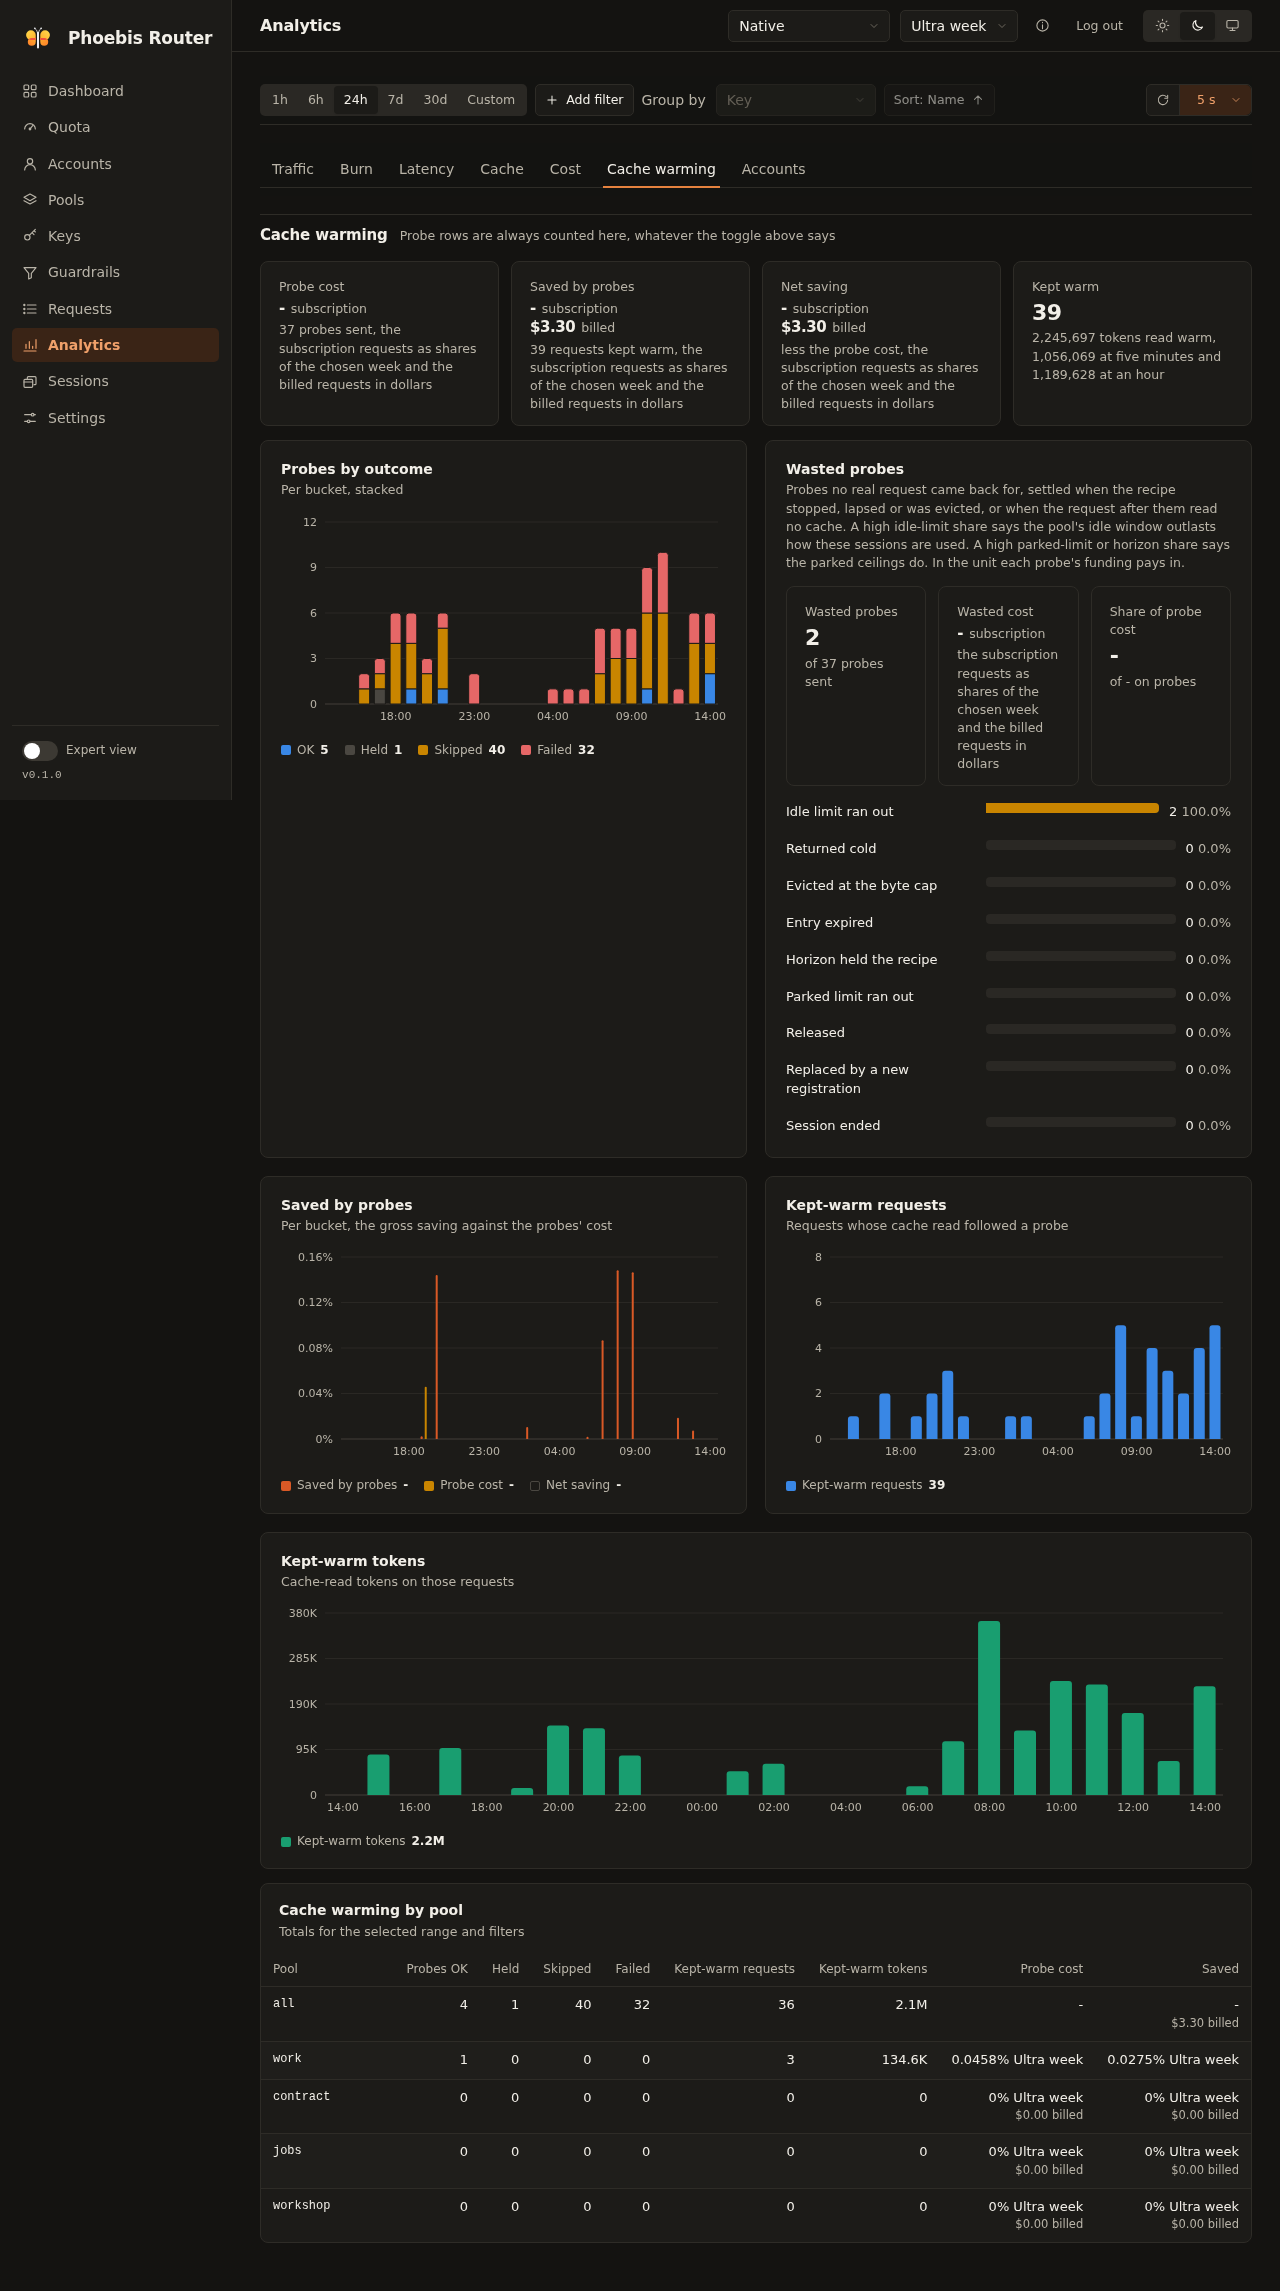 Phoebis Router
Dashboard
Quota
Accounts
Pools
Keys
Guardrails
Requests
Analytics
Sessions
Settings
Expert view
v0.1.0
Analytics
Native
Ultra week
Log out
1h 6h 24h 7d 30d Custom
Add filter
Group by
Key
Sort: Name
5 s
Traffic Burn Latency Cache Cost Cache warming Accounts
Cache warming Probe rows are always counted here, whatever the toggle above says
Probe cost
- subscription
37 probes sent, the
subscription requests as shares
of the chosen week and the
billed requests in dollars
Saved by probes
- subscription
$3.30 billed
39 requests kept warm, the
subscription requests as shares
of the chosen week and the
billed requests in dollars
Net saving
- subscription
$3.30 billed
less the probe cost, the
subscription requests as shares
of the chosen week and the
billed requests in dollars
Kept warm
39
2,245,697 tokens read warm,
1,056,069 at five minutes and
1,189,628 at an hour
Probes by outcome
Per bucket, stacked
12
9
6
3
0
18:00 23:00 04:00 09:00 14:00
OK 5 Held 1 Skipped 40 Failed 32
Wasted probes
Probes no real request came back for, settled when the recipe
stopped, lapsed or was evicted, or when the request after them read
no cache. A high idle-limit share says the pool's idle window outlasts
how these sessions are used. A high parked-limit or horizon share says
the parked ceilings do. In the unit each probe's funding pays in.
Wasted probes
2
of 37 probes
sent
Wasted cost
- subscription
the subscription
requests as
shares of the
chosen week
and the billed
requests in
dollars
Share of probe
cost
-
of - on probes
Idle limit ran out 2 100.0%
Returned cold 0 0.0%
Evicted at the byte cap 0 0.0%
Entry expired 0 0.0%
Horizon held the recipe 0 0.0%
Parked limit ran out 0 0.0%
Released 0 0.0%
Replaced by a new 0 0.0%
registration
Session ended 0 0.0%
Saved by probes
Per bucket, the gross saving against the probes' cost
0.16%
0.12%
0.08%
0.04%
0%
18:00 23:00 04:00 09:00 14:00
Saved by probes - Probe cost - Net saving -
Kept-warm requests
Requests whose cache read followed a probe
8
6
4
2
0
18:00 23:00 04:00 09:00 14:00
Kept-warm requests 39
Kept-warm tokens
Cache-read tokens on those requests
380K
285K
190K
95K
0
14:00 16:00 18:00 20:00 22:00 00:00 02:00 04:00 06:00 08:00 10:00 12:00 14:00
Kept-warm tokens 2.2M
Cache warming by pool
Totals for the selected range and filters
Pool Probes OK Held Skipped Failed Kept-warm requests Kept-warm tokens Probe cost Saved
all 4 1 40 32 36 2.1M - -
$3.30 billed
work 1 0 0 0 3 134.6K 0.0458% Ultra week 0.0275% Ultra week
contract 0 0 0 0 0 0 0% Ultra week 0% Ultra week
$0.00 billed $0.00 billed
jobs 0 0 0 0 0 0 0% Ultra week 0% Ultra week
$0.00 billed $0.00 billed
workshop 0 0 0 0 0 0 0% Ultra week 0% Ultra week
$0.00 billed $0.00 billed